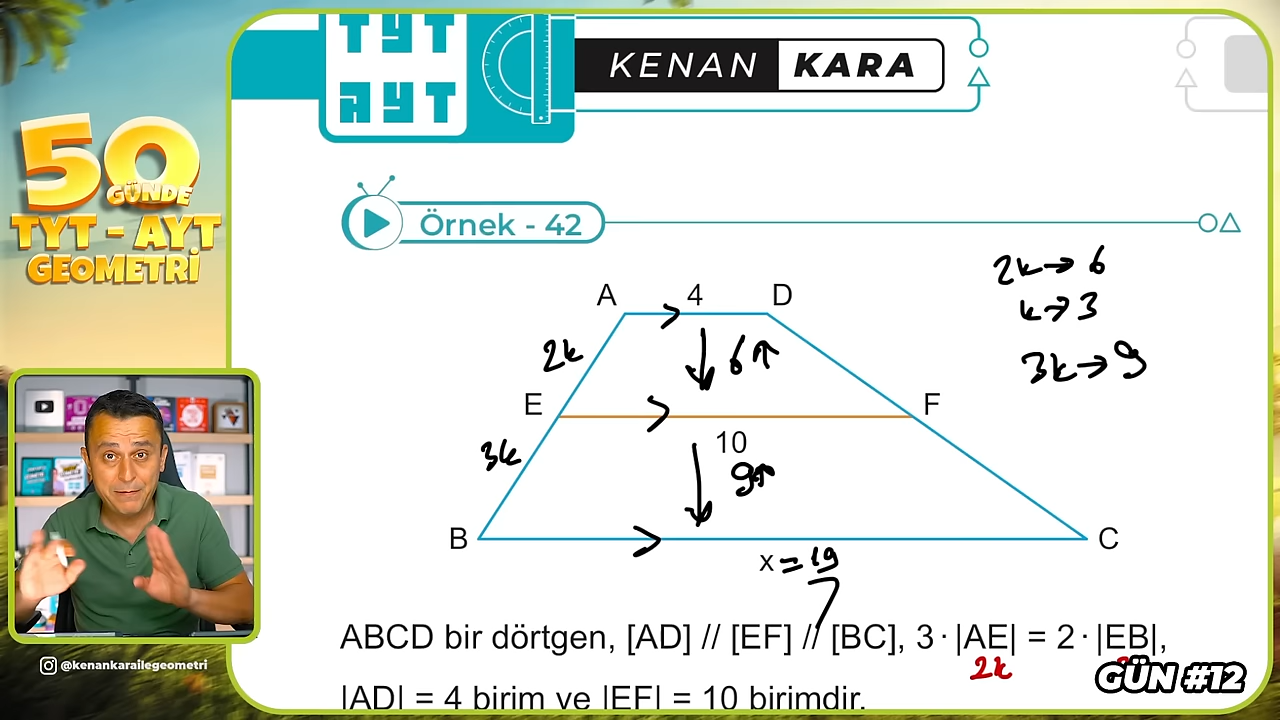 TYT
AYT
KENAN KARA
50
GÜNDE
TYT - AYT
GEOMETRİ
Örnek - 42
2k → 6
k → 3
3k → 9
A 4 D
2k 6↑
E F
10
3k 9↑
B C
x = 19
ABCD bir dörtgen, [AD] // [EF] // [BC], 3·|AE| = 2·|EB|,
2k
|AD| = 4 birim ve |EF| = 10 birimdir.
@kenankarailegeometri
GÜN #12